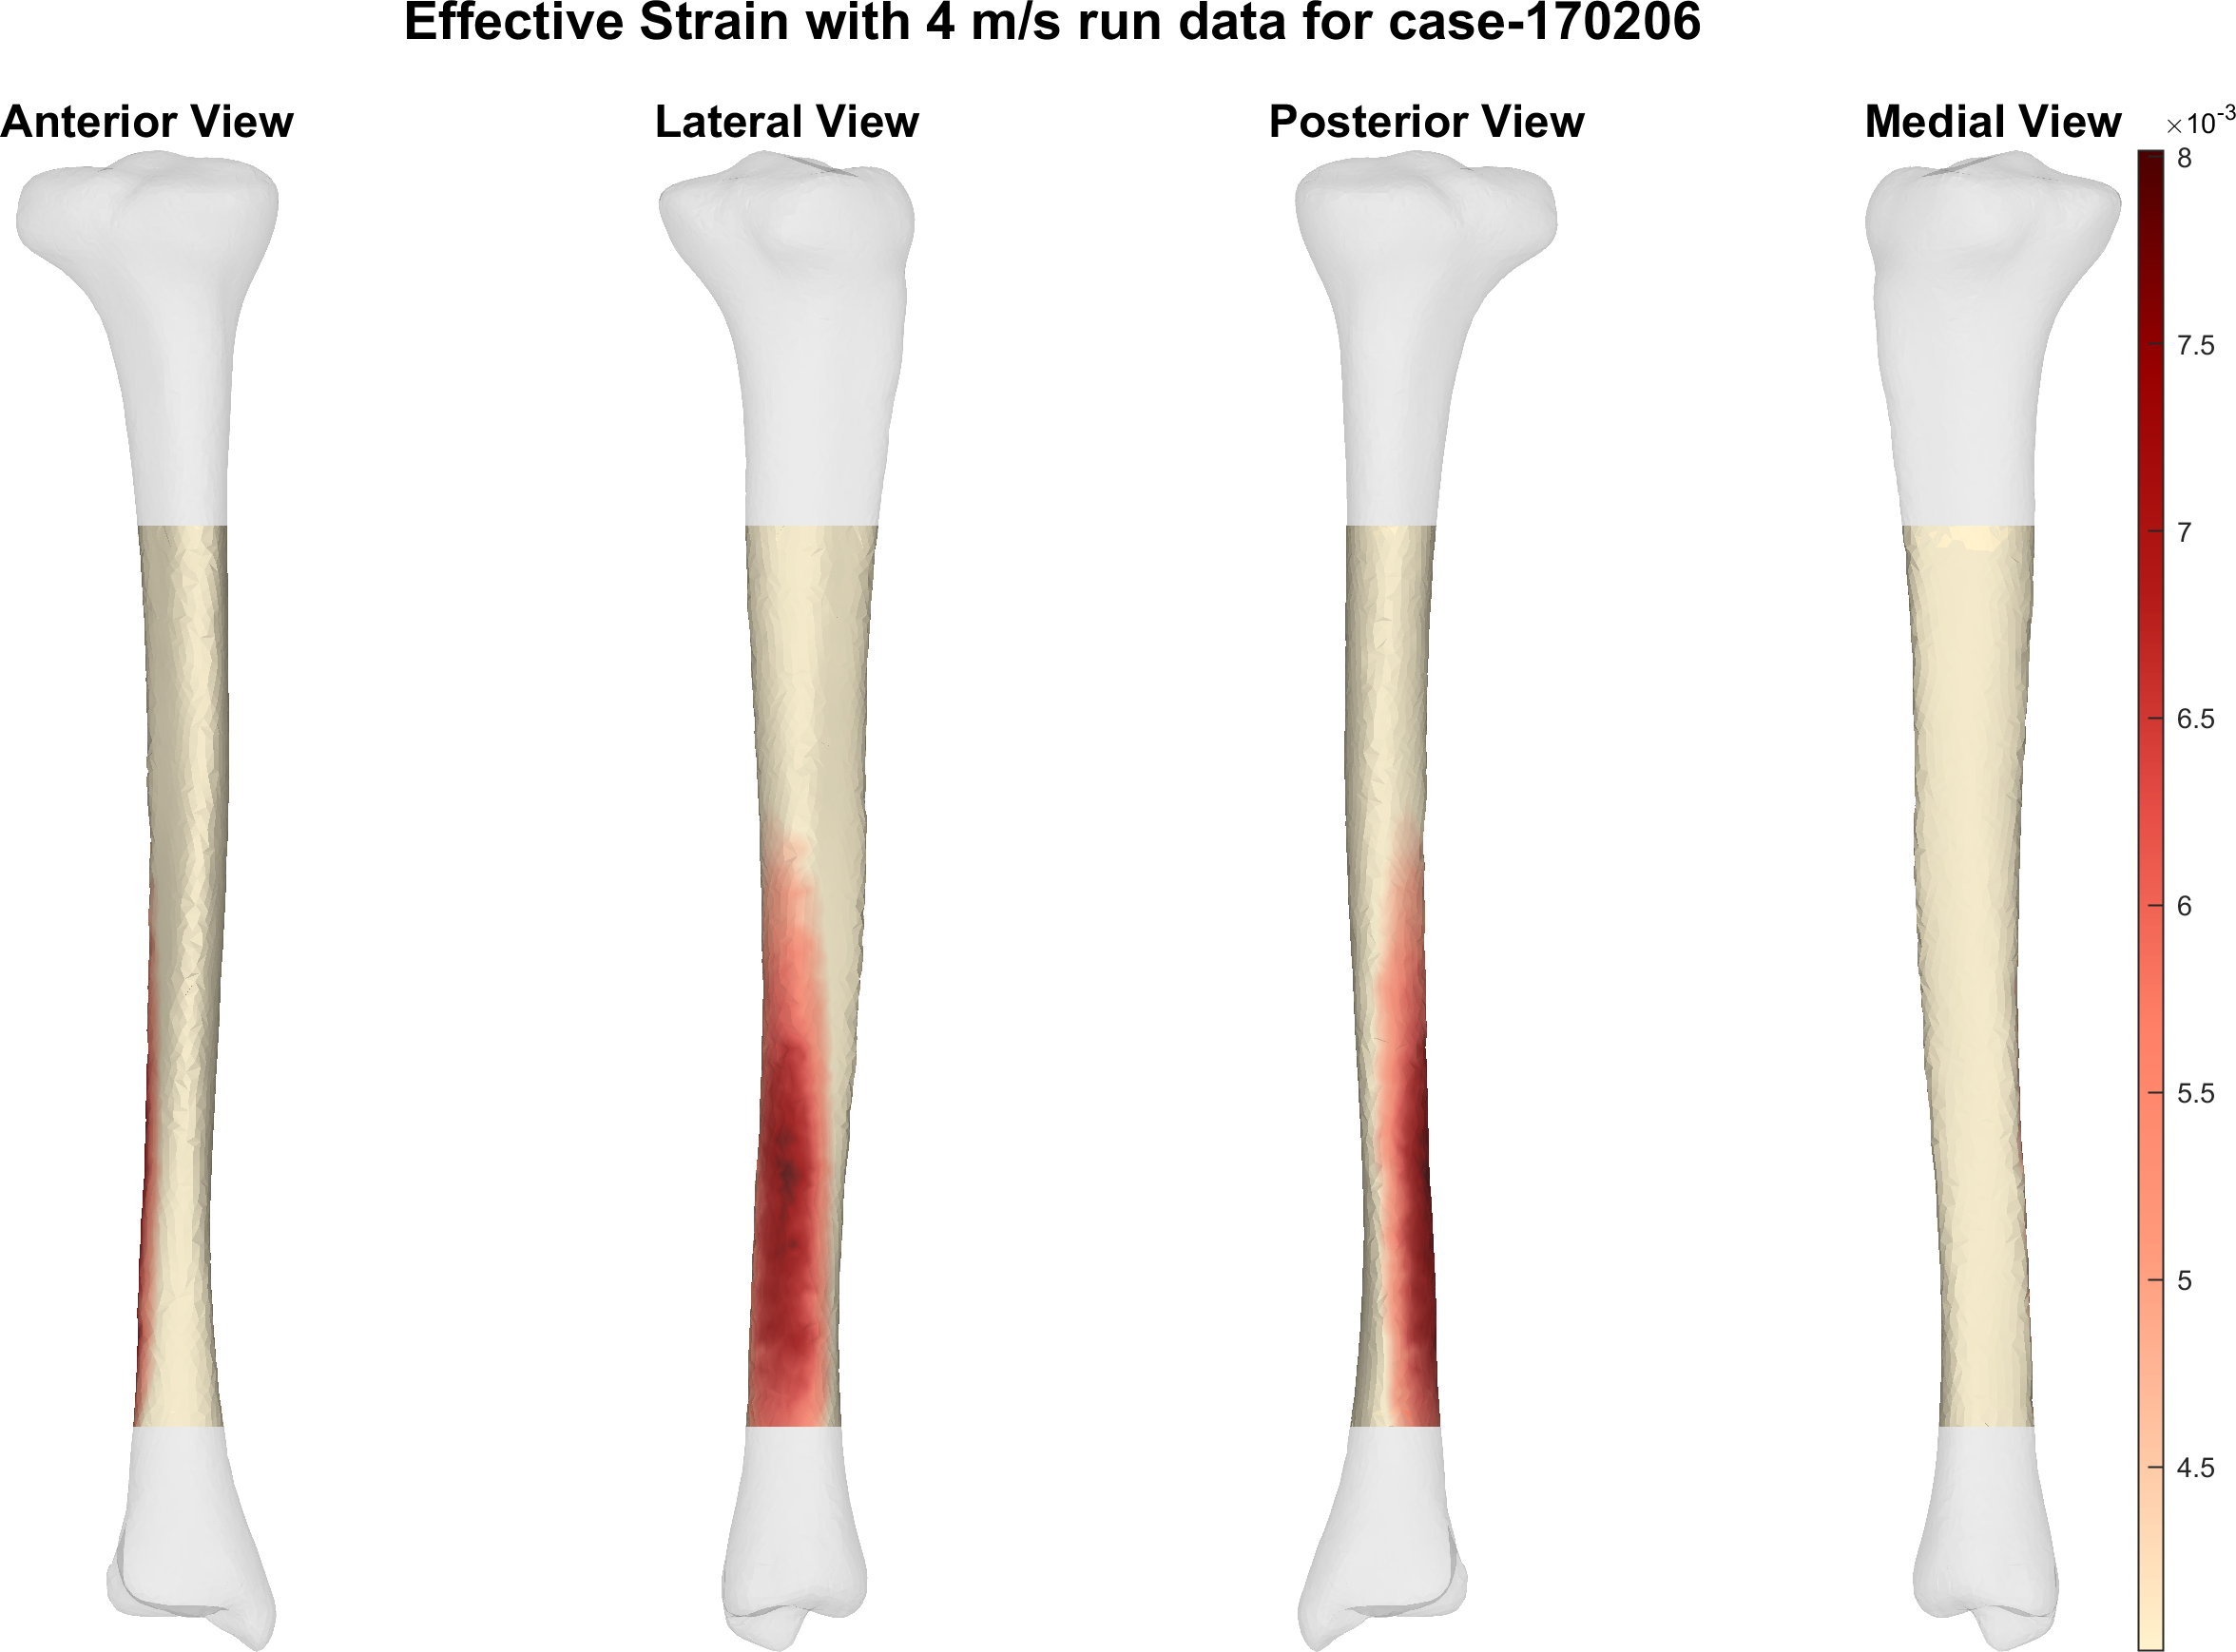 Effective Strain with 4 m/s run data for case-170206
Anterior View
Lateral View
Posterior View
Medial View
×10-3
8
7.5
7
6.5
6
5.5
5
4.5